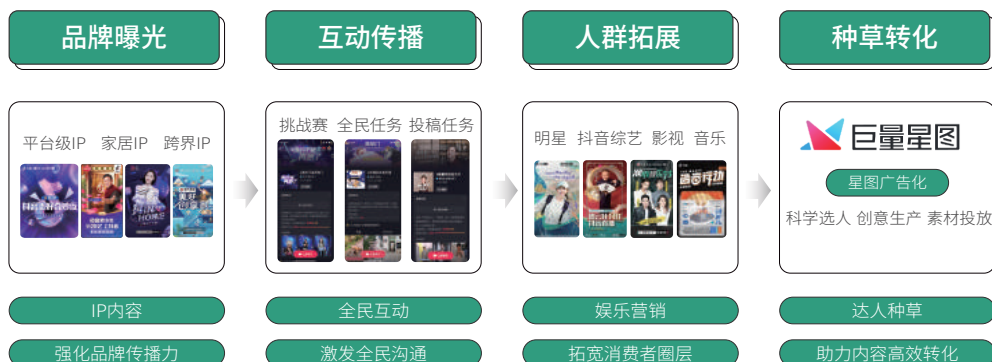 品牌曝光
互动传播
人群拓展
种草转化
平台级IP 家居IP 跨界IP
挑战赛 全民任务 投稿任务
明星 抖音综艺 影视 音乐
巨量星图
星图广告化
科学选人 创意生产 素材投放
IP内容
全民互动
娱乐营销
达人种草
强化品牌传播力
激发全民沟通
拓宽消费者圈层
助力内容高效转化